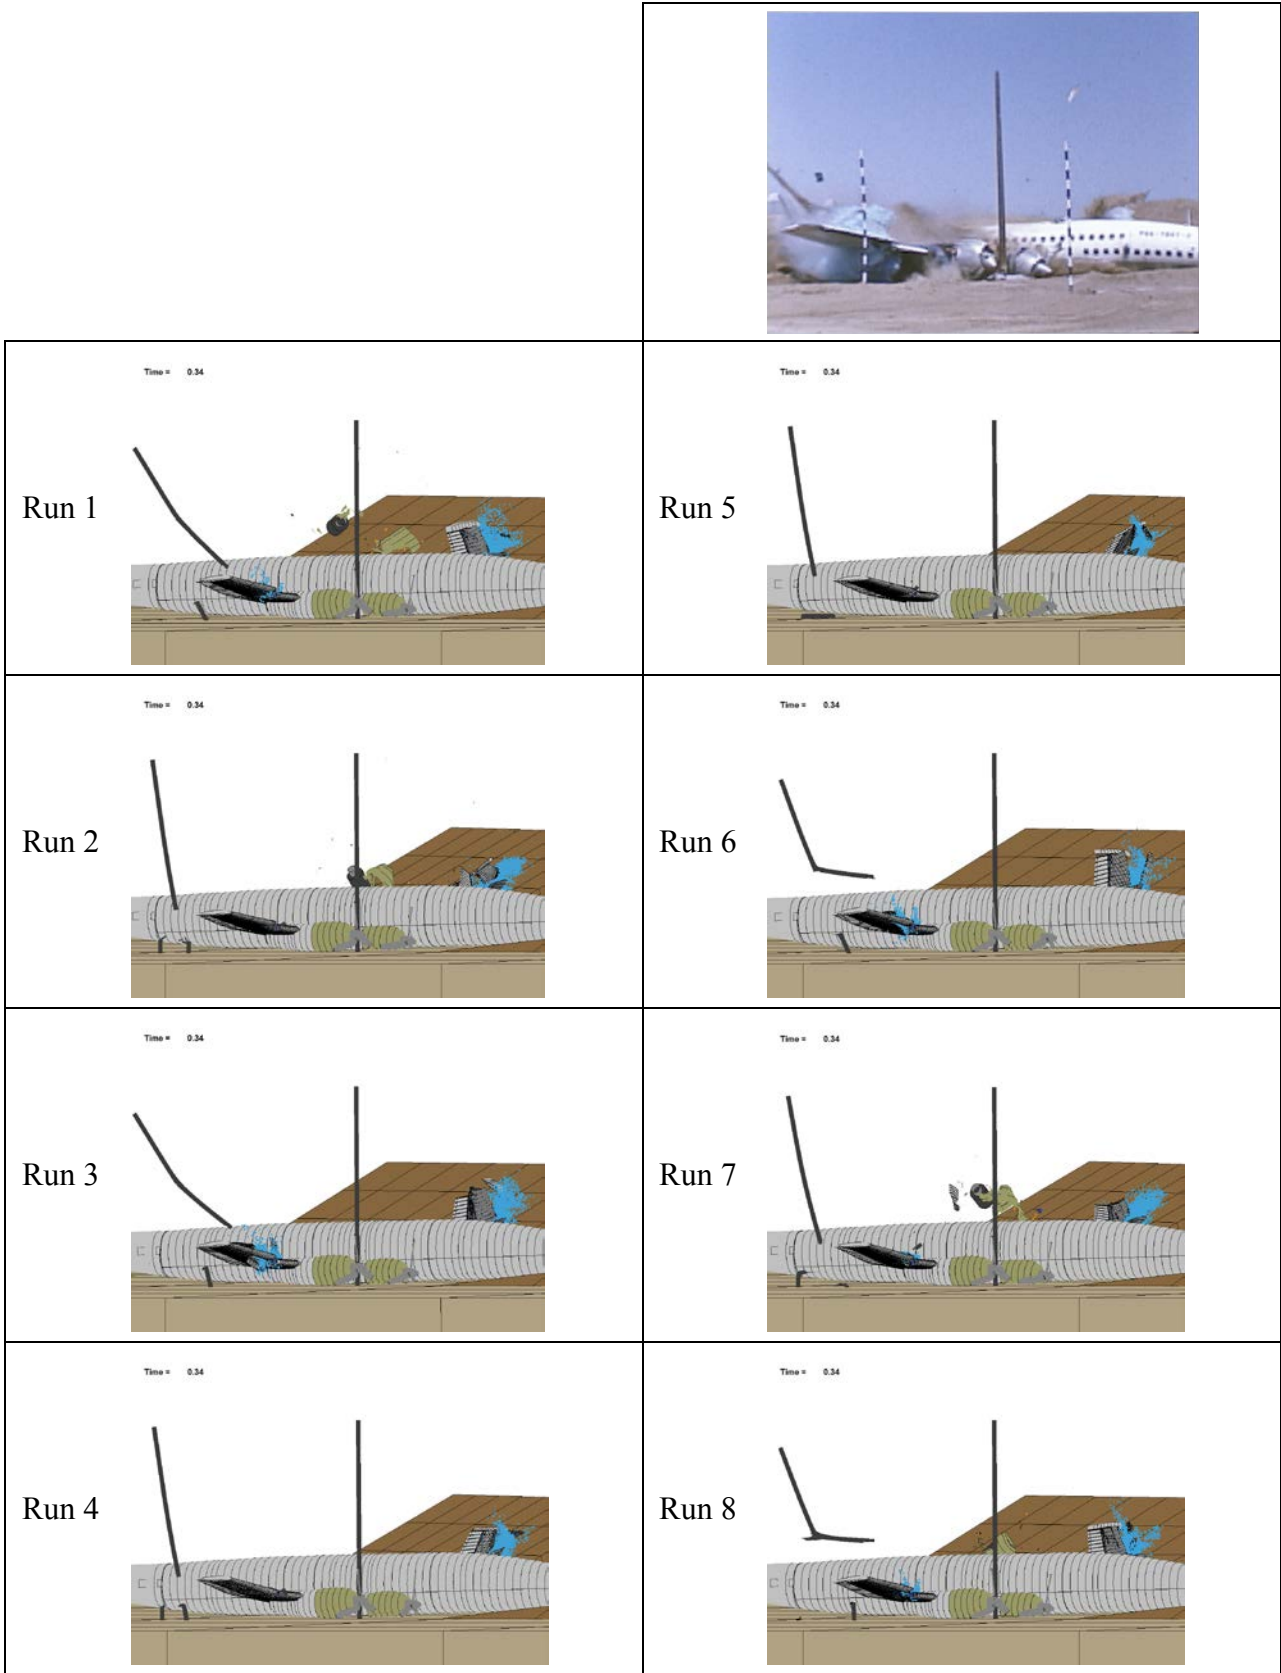 Time = 0.34
Time = 0.34
Run 1
Run 5
Time = 0.34
Time = 0.34
Run 2
Run 6
Time = 0.34
Time = 0.34
Run 3
Run 7
Time = 0.34
Time = 0.34
Run 4
Run 8